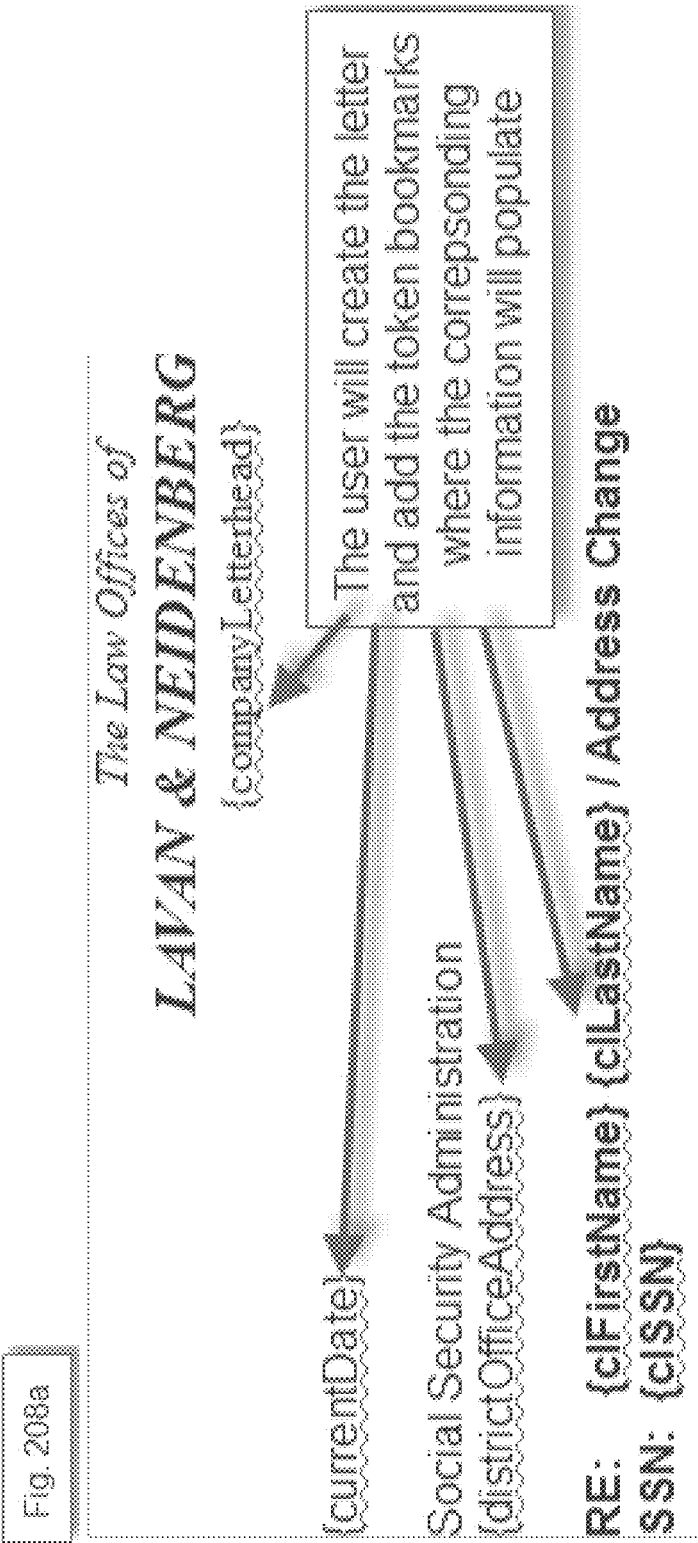 Fig. 208a
The Law Offices of
LAVAN & NEIDENBERG
{companyLetterhead}
The user will create the letter
and add the token bookmarks
where the correpsonding
information will populate
{currentDate}
Social Security Administration
{districtOfficeAddress}
RE: {clFirstName} {clLastName} / Address Change
SSN: {clSSN}